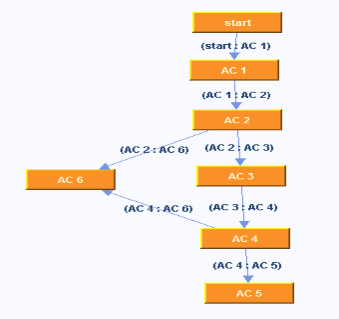 start
(start : AC 1)
AC 1
(AC 1 : AC 2)
AC 2
(AC 2 : AC 6) (AC 2 : AC 3)
AC 6 AC 3
(AC 4 : AC 6) (AC 3 : AC 4)
AC 4
(AC 4 : AC 5)
AC 5